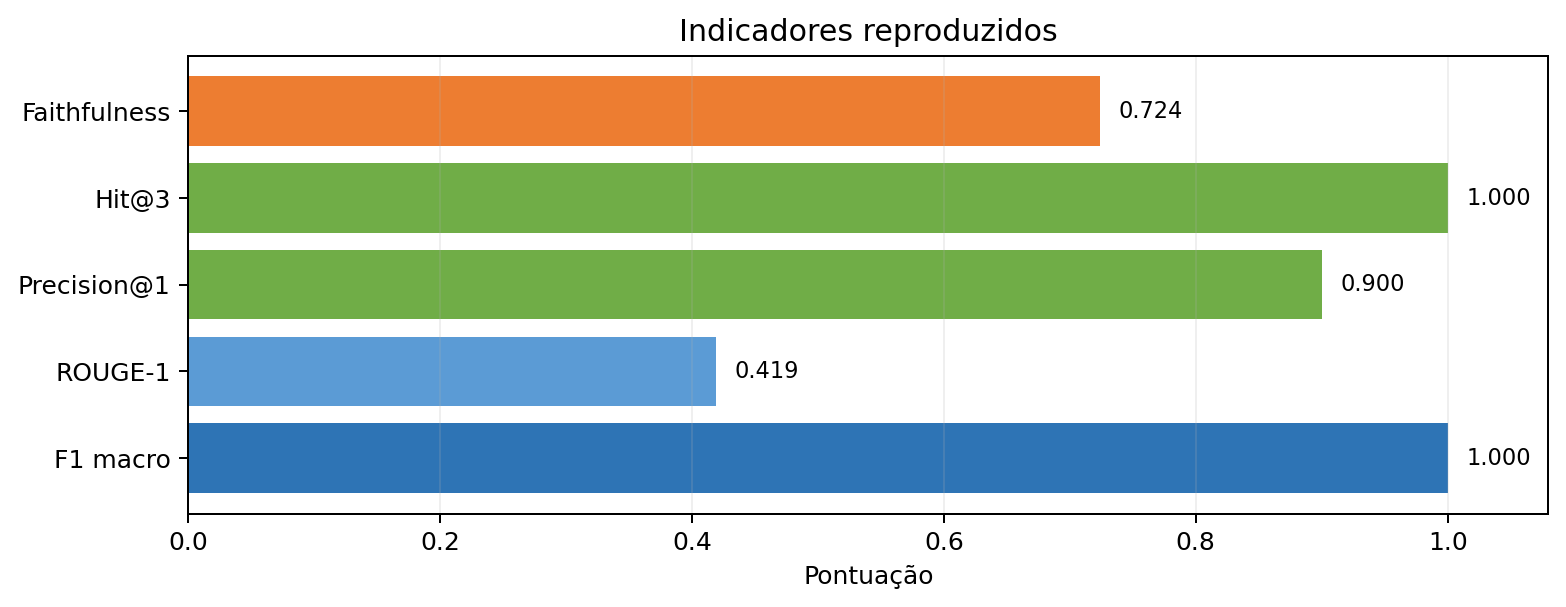 Indicadores reproduzidos
Faithfulness 0.724
Hit@3 1.000
Precision@1 0.900
ROUGE-1 0.419
F1 macro 1.000
0.0 0.2 0.4 0.6 0.8 1.0
Pontuação